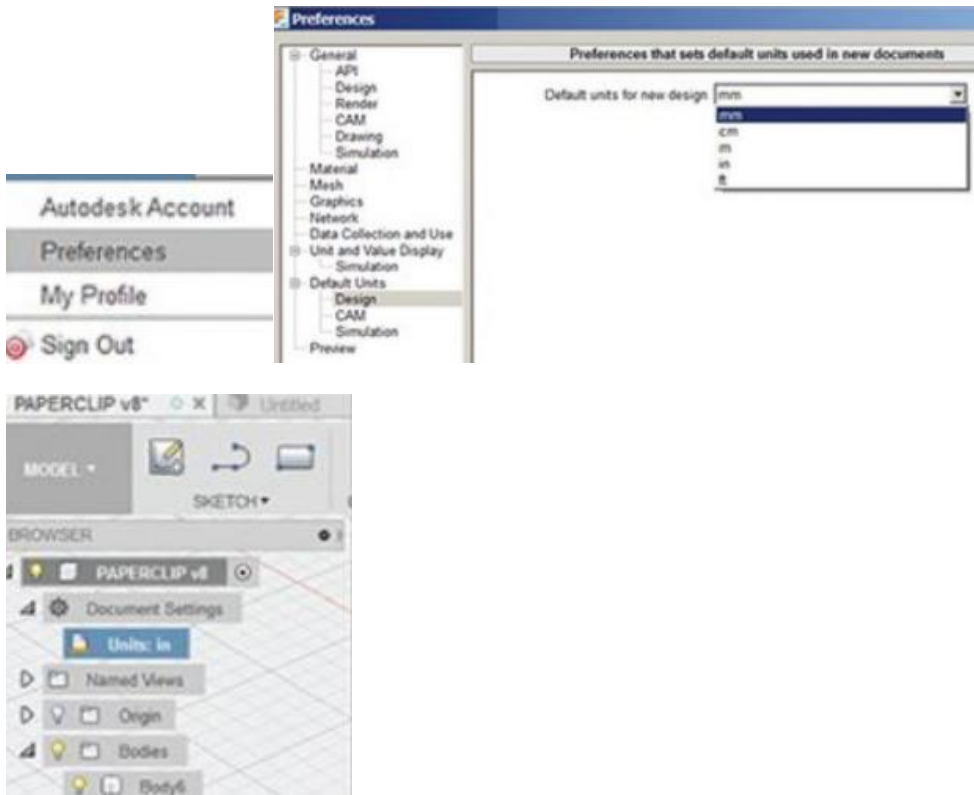 Autodesk Account
Preferences
My Profile
Sign Out
Preferences
General
API
Design
Render
CAM
Drawing
Simulation
Material
Mesh
Graphics
Network
Data Collection and Use
Unit and Value Display
Simulation
Default Units
Design
CAM
Simulation
Preview
Preferences that sets default units used in new documents
Default units for new design mm
mm
cm
m
in
ft
PAPERCLIP v8* Untitled
MODEL
SKETCH
BROWSER
PAPERCLIP v8
Document Settings
Units: in
Named Views
Origin
Bodies
Body6